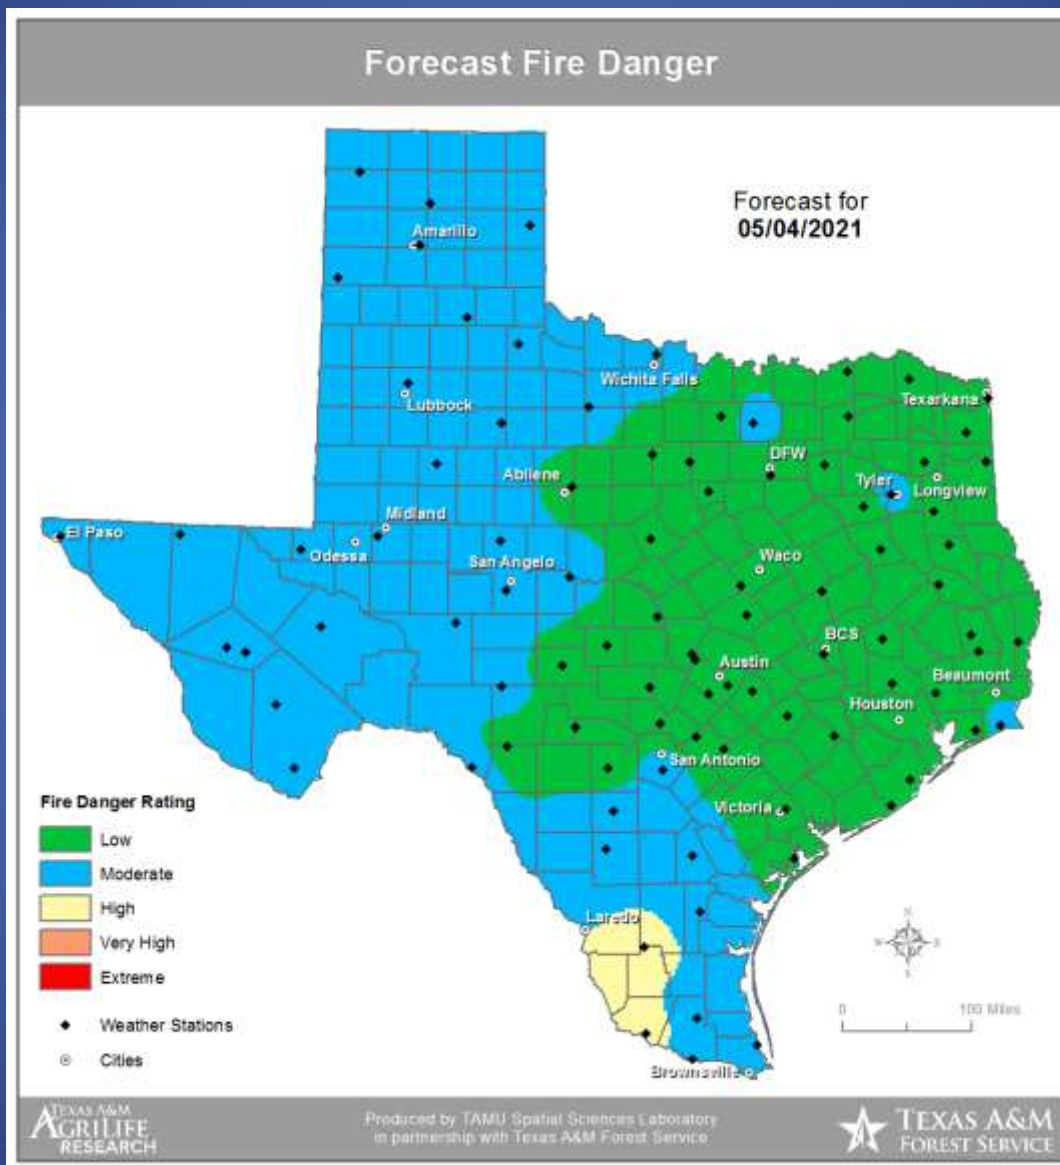 Forecast Fire Danger
Forecast for
05/04/2021
Amarillo
Wichita Falls
Lubbock
Texarkana
DFW
Abilene
Tyler
Longview
Midland
El Paso
Odessa
San Angelo
Waco
BCS
Austin
Beaumont
Houston
San Antonio
Victoria
Fire Danger Rating
Low
Moderate
High
Very High
Extreme
Laredo
N
W
E
S
0
100 Miles
Weather Stations
Cities
Brownsville
TEXAS A&M
AGRILIFE
RESEARCH
Produced by TAMU Spatial Sciences Laboratory
in partnership with Texas A&M Forest Service
TEXAS A&M
FOREST SERVICE